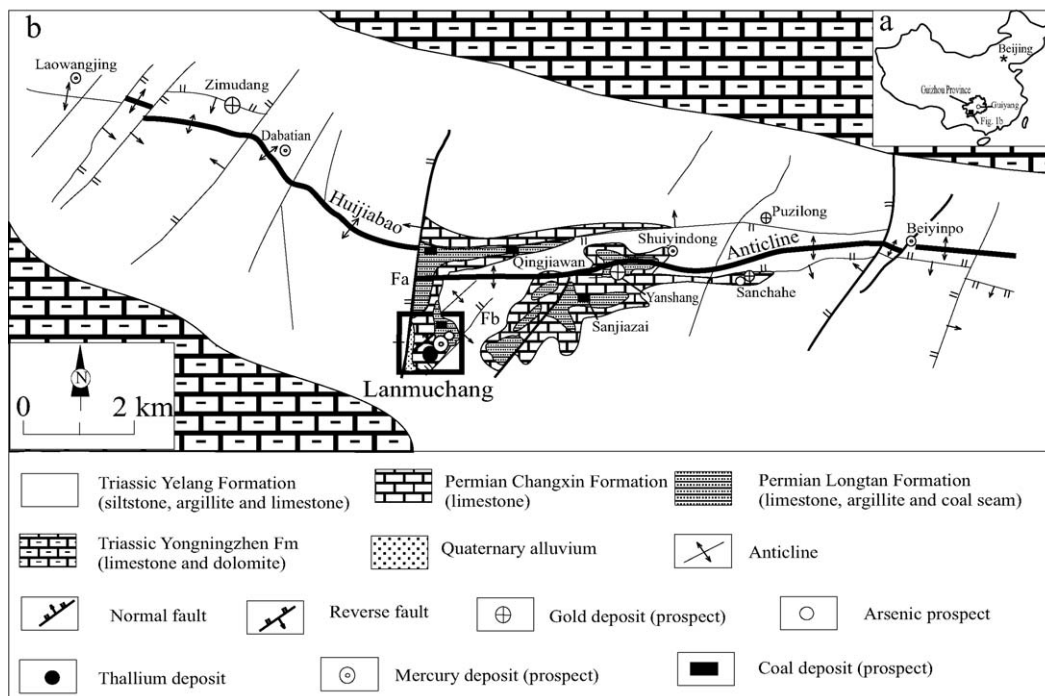 b
a
Beijing
Guizhou Province
Guiyang
Fig. 1b
Laowangjing
Zimudang
Dabatian
Huijiabao
Puzilong
Shuiyindong
Anticline
Beiyinpo
Qingjiawan
Fa
Yanshang
Sanchahe
Fb
Sanjiazai
Lanmuchang
N
0 2 km
Triassic Yelang Formation
(siltstone, argillite and limestone)
Permian Changxin Formation
(limestone)
Permian Longtan Formation
(limestone, argillite and coal seam)
Triassic Yongningzhen Fm
(limestone and dolomite)
Quaternary alluvium
Anticline
Normal fault
Reverse fault
Gold deposit (prospect)
Arsenic prospect
Thallium deposit
Mercury deposit (prospect)
Coal deposit (prospect)